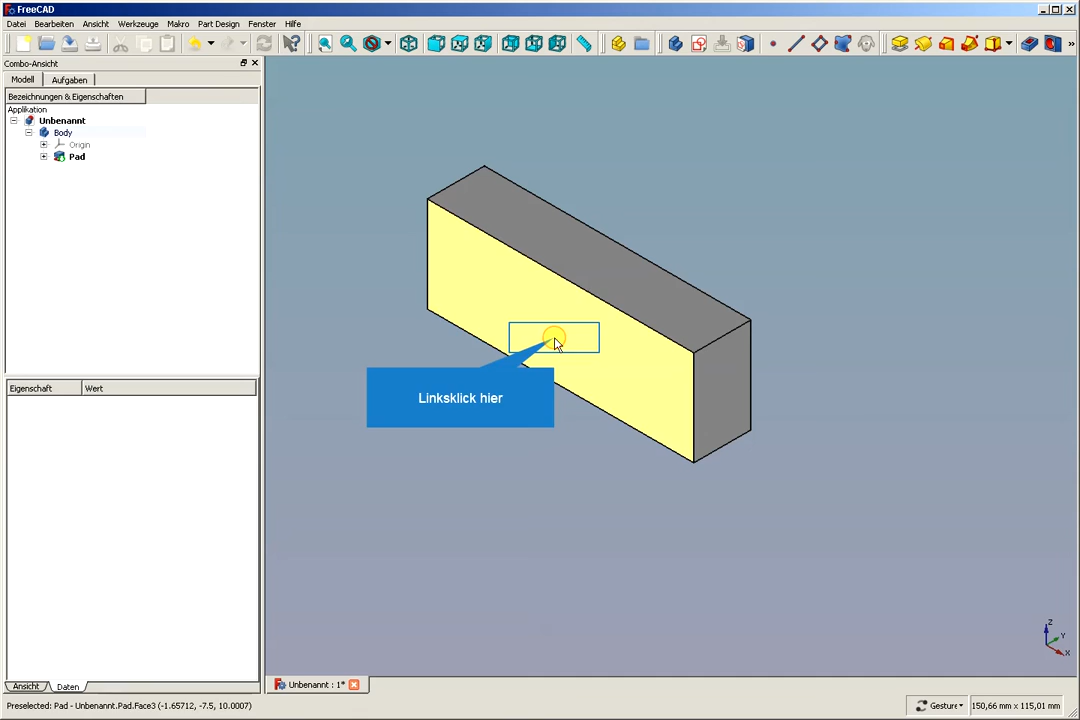 FreeCAD
Datei Bearbeiten Ansicht Werkzeuge Makro Part Design Fenster Hilfe
Combo-Ansicht
Modell Aufgaben
Bezeichnungen & Eigenschaften
Applikation
Unbenannt
Body
Origin
Pad
Linksklick hier
Eigenschaft Wert
Z
Y
X
Ansicht Daten
Unbenannt : 1*
Preselected: Pad - Unbenannt.Pad.Face3 (-1.65712, -7.5, 10.0007)
Gesture
150,66 mm x 115,01 mm